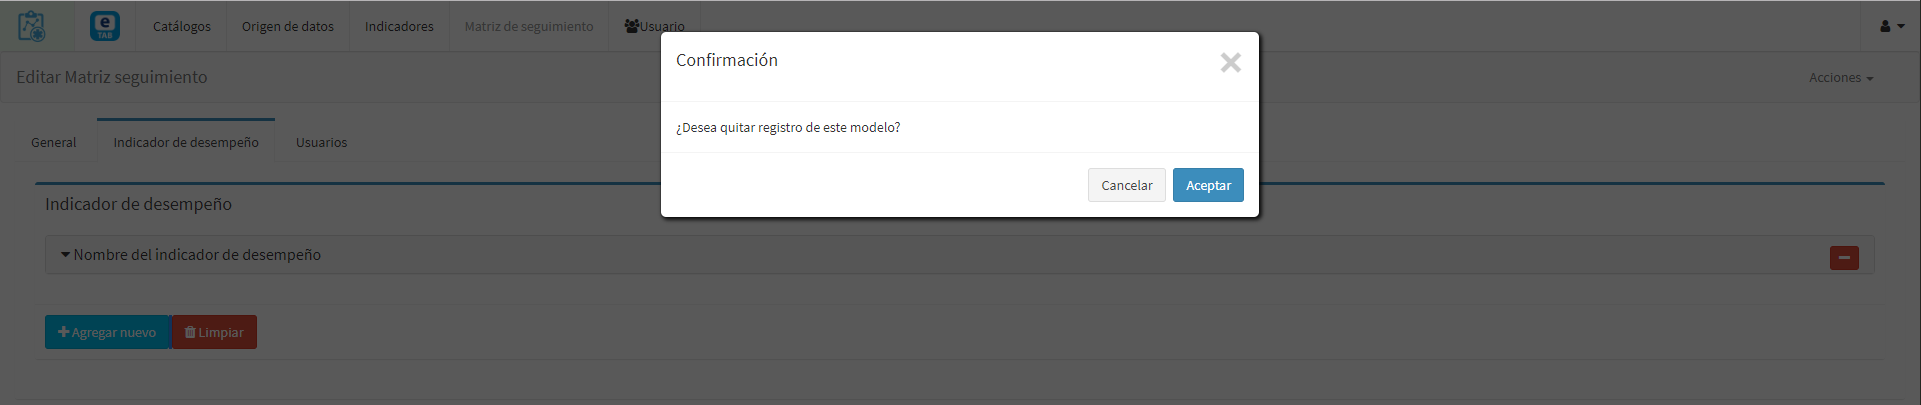 e
TAB
Catálogos
Origen de datos
Indicadores
Matriz de seguimiento
Usuario
Editar Matriz seguimiento
Acciones
Confirmación
¿Desea quitar registro de este modelo?
Cancelar
Aceptar
General
Indicador de desempeño
Usuarios
Indicador de desempeño
Nombre del indicador de desempeño
Agregar nuevo
Limpiar